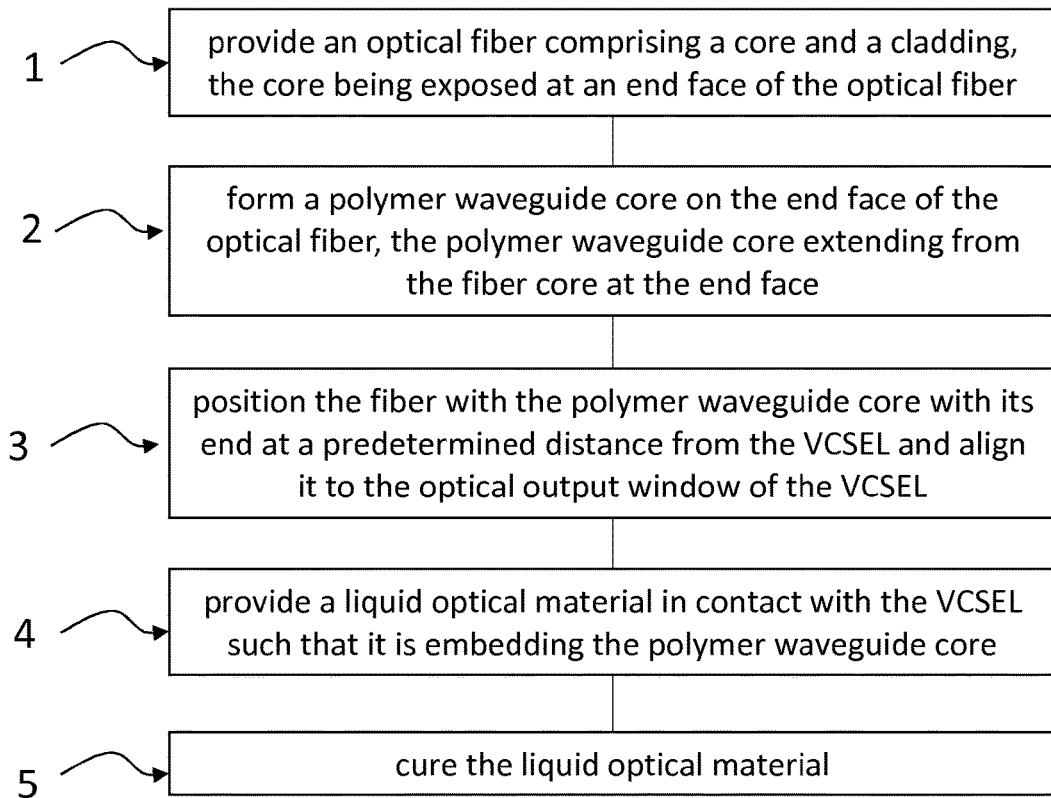 1
provide an optical fiber comprising a core and a cladding,
the core being exposed at an end face of the optical fiber
2
form a polymer waveguide core on the end face of the
optical fiber, the polymer waveguide core extending from
the fiber core at the end face
3
position the fiber with the polymer waveguide core with its
end at a predetermined distance from the VCSEL and align
it to the optical output window of the VCSEL
4
provide a liquid optical material in contact with the VCSEL
such that it is embedding the polymer waveguide core
5
cure the liquid optical material